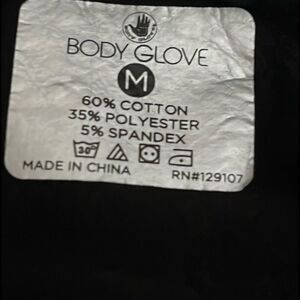 BODY GLOVE
M
60% COTTON
35% POLYESTER
5% SPANDEX
30°
MADE IN CHINA
RN#129107